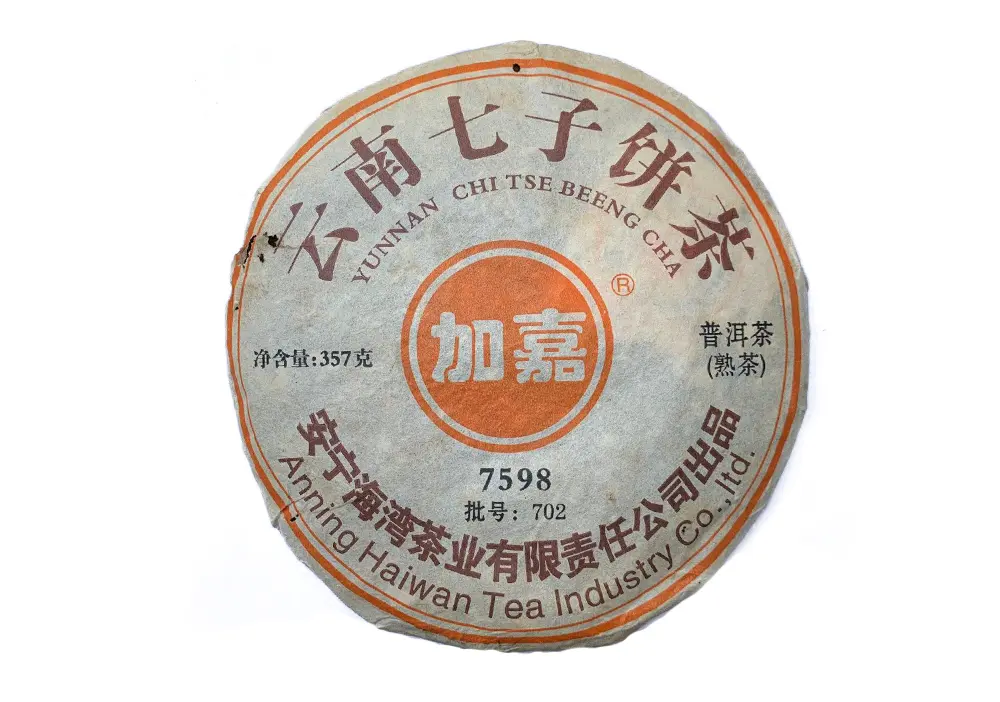 云南七子饼茶
YUNNAN CHI TSE BEENG CHA
加嘉
®
净含量:357克
普洱茶
(熟茶)
7598
批号: 702
安宁海湾茶业有限责任公司出品
Anning Haiwan Tea Industry Co.,ltd.